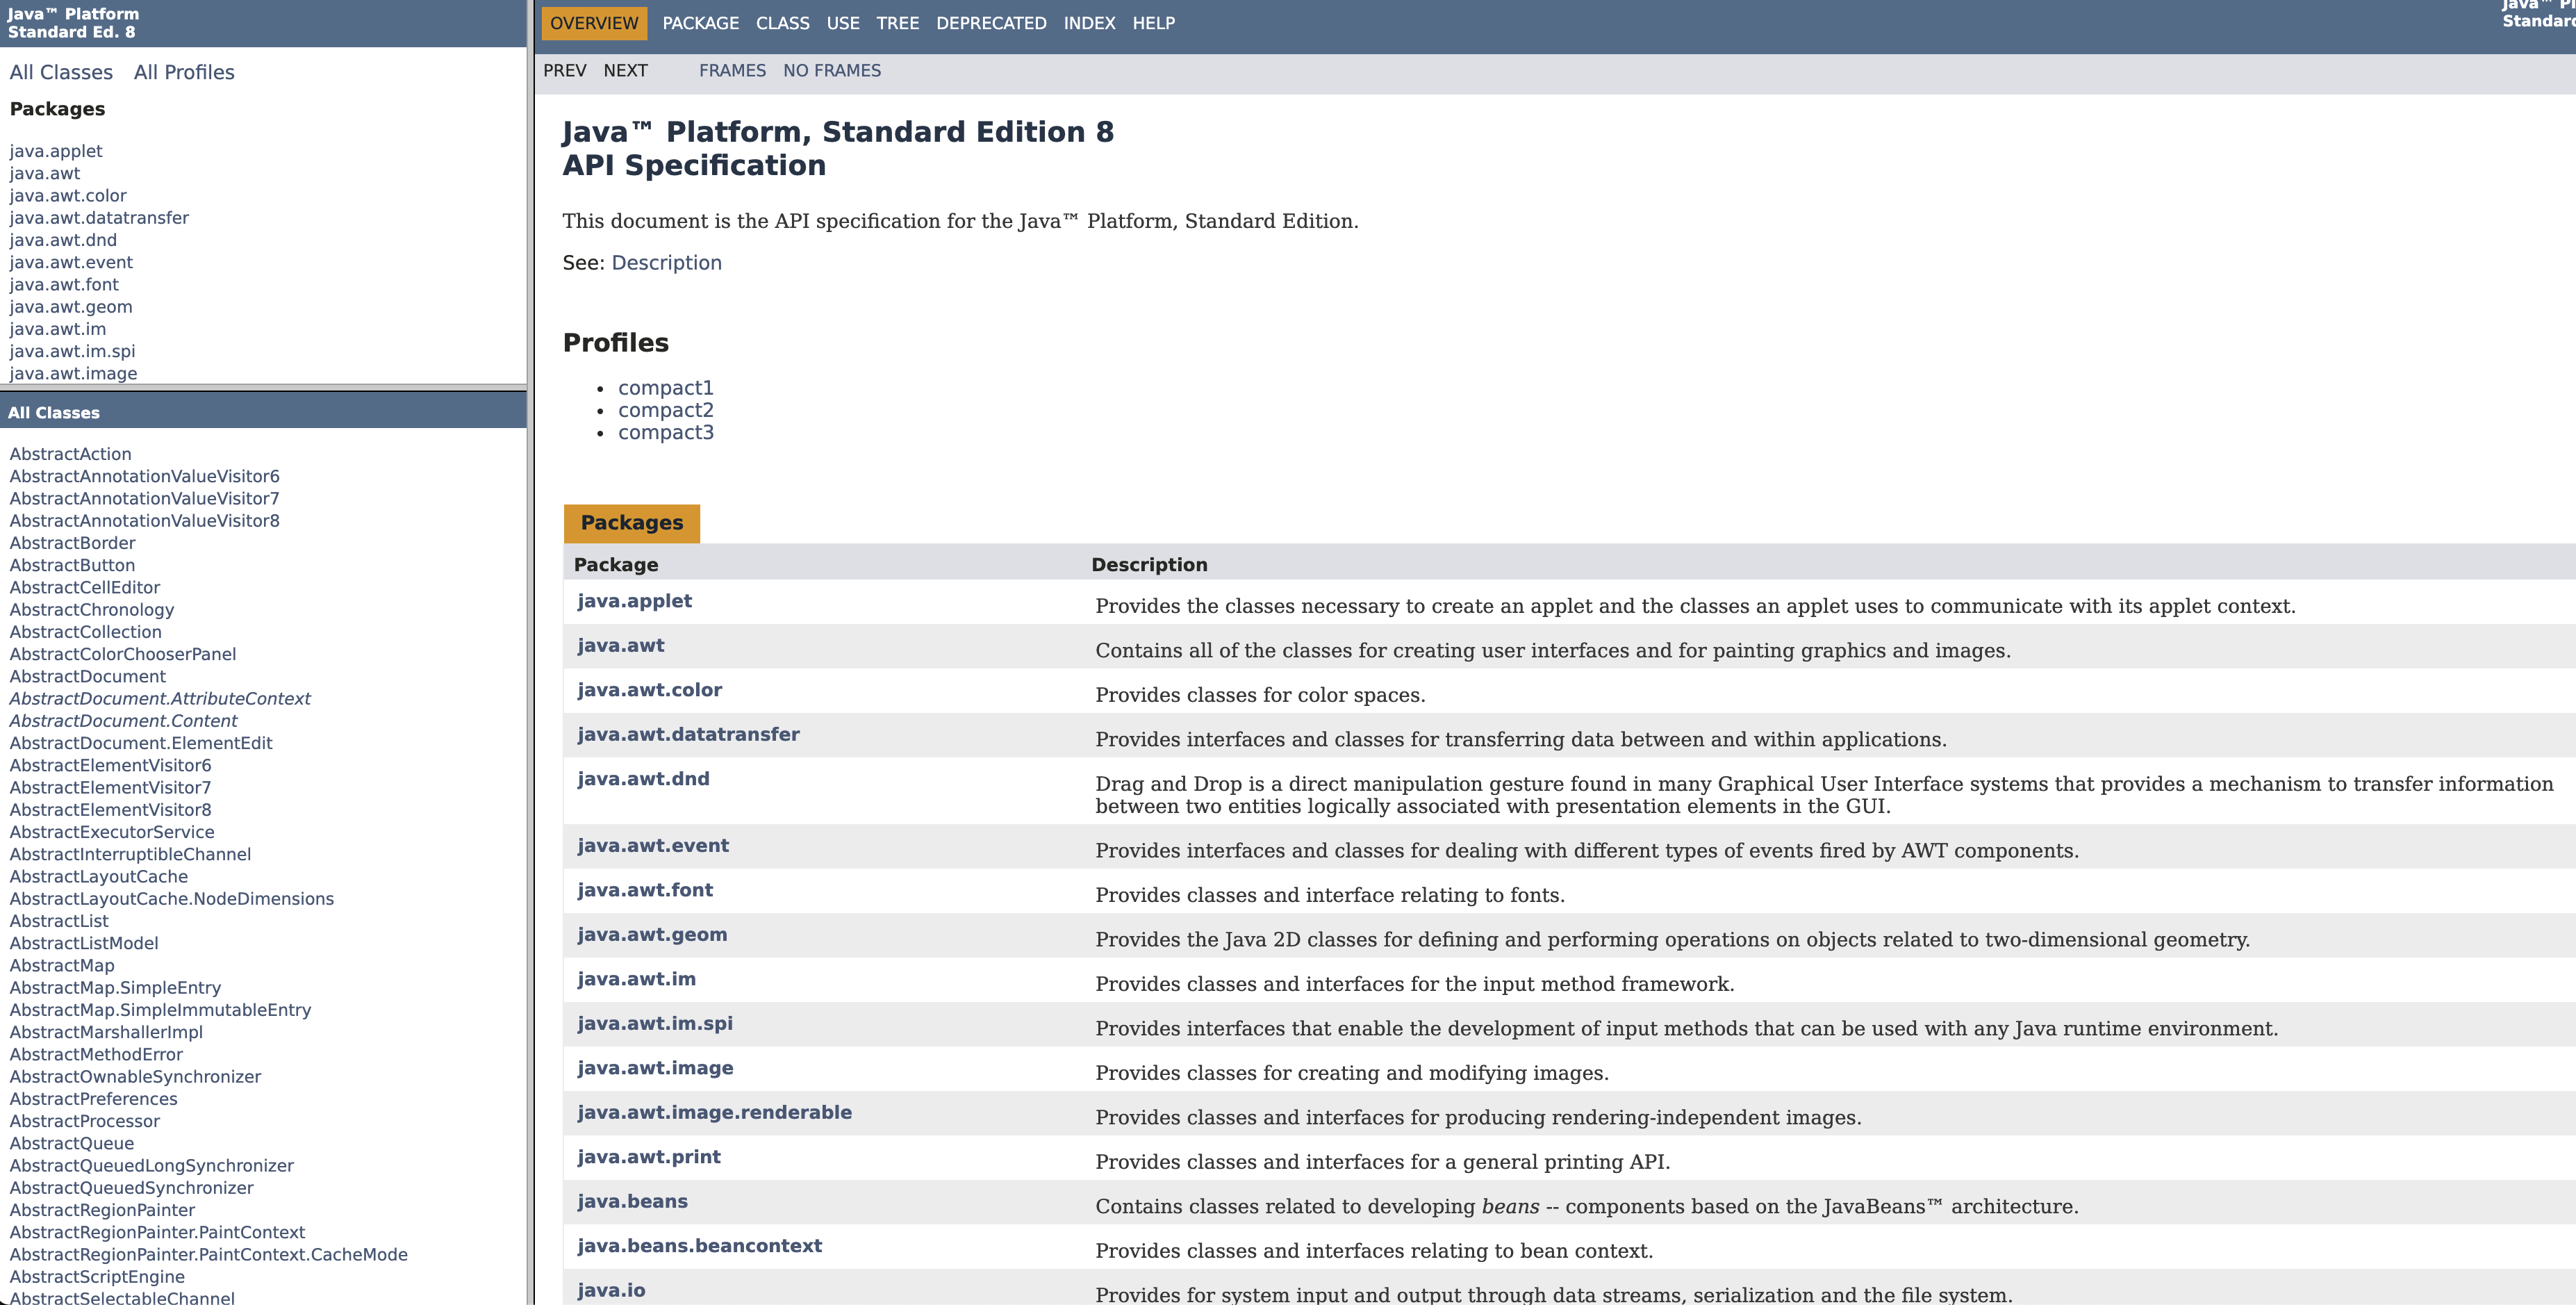 Java™ Platform
Standard Ed. 8
All Classes All Profiles
Packages
java.applet
java.awt
java.awt.color
java.awt.datatransfer
java.awt.dnd
java.awt.event
java.awt.font
java.awt.geom
java.awt.im
java.awt.im.spi
java.awt.image
All Classes
AbstractAction
AbstractAnnotationValueVisitor6
AbstractAnnotationValueVisitor7
AbstractAnnotationValueVisitor8
AbstractBorder
AbstractButton
AbstractCellEditor
AbstractChronology
AbstractCollection
AbstractColorChooserPanel
AbstractDocument
AbstractDocument.AttributeContext
AbstractDocument.Content
AbstractDocument.ElementEdit
AbstractElementVisitor6
AbstractElementVisitor7
AbstractElementVisitor8
AbstractExecutorService
AbstractInterruptibleChannel
AbstractLayoutCache
AbstractLayoutCache.NodeDimensions
AbstractList
AbstractListModel
AbstractMap
AbstractMap.SimpleEntry
AbstractMap.SimpleImmutableEntry
AbstractMarshallerImpl
AbstractMethodError
AbstractOwnableSynchronizer
AbstractPreferences
AbstractProcessor
AbstractQueue
AbstractQueuedLongSynchronizer
AbstractQueuedSynchronizer
AbstractRegionPainter
AbstractRegionPainter.PaintContext
AbstractRegionPainter.PaintContext.CacheMode
AbstractScriptEngine
AbstractSelectableChannel
OVERVIEW PACKAGE CLASS USE TREE DEPRECATED INDEX HELP
Java™
PREV NEXT FRAMES NO FRAMES
Java™ Platform, Standard Edition 8
API Specification
This document is the API specification for the Java™ Platform, Standard Edition.
See: Description
Profiles
• compact1
• compact2
• compact3
Packages
Package Description
java.applet Provides the classes necessary to create an applet and the classes an applet uses to communicate with its applet context.
java.awt Contains all of the classes for creating user interfaces and for painting graphics and images.
java.awt.color Provides classes for color spaces.
java.awt.datatransfer Provides interfaces and classes for transferring data between and within applications.
java.awt.dnd Drag and Drop is a direct manipulation gesture found in many Graphical User Interface systems that provides a mechanism to transfer information
between two entities logically associated with presentation elements in the GUI.
java.awt.event Provides interfaces and classes for dealing with different types of events fired by AWT components.
java.awt.font Provides classes and interface relating to fonts.
java.awt.geom Provides the Java 2D classes for defining and performing operations on objects related to two-dimensional geometry.
java.awt.im Provides classes and interfaces for the input method framework.
java.awt.im.spi Provides interfaces that enable the development of input methods that can be used with any Java runtime environment.
java.awt.image Provides classes for creating and modifying images.
java.awt.image.renderable Provides classes and interfaces for producing rendering-independent images.
java.awt.print Provides classes and interfaces for a general printing API.
java.beans Contains classes related to developing beans -- components based on the JavaBeans™ architecture.
java.beans.beancontext Provides classes and interfaces relating to bean context.
java.io Provides for system input and output through data streams, serialization and the file system.